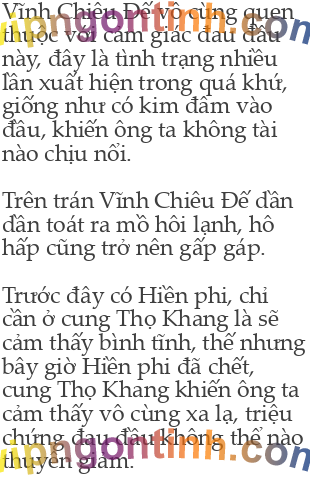 Vĩnh Chiêu Đế vô cùng quen
thuộc với cảm giác đau đầu
này, đây là tình trạng nhiều
lần xuất hiện trong quá khứ,
giống như có kim đâm vào
đầu, khiến ông ta không tài
nào chịu nổi.
Trên trán Vĩnh Chiêu Đế dần
dần toát ra mồ hôi lạnh, hô
hấp cũng trở nên gấp gáp.
Trước đây có Hiền phi, chỉ
cần ở cung Thọ Khang là sẽ
cảm thấy bình tĩnh, thế nhưng
bây giờ Hiền phi đã chết,
cung Thọ Khang khiến ông ta
cảm thấy vô cùng xa lạ, triệu
chứng đau đầu không thể nào
thuyên giảm.
vipngontinh.com
vipngontinh.com